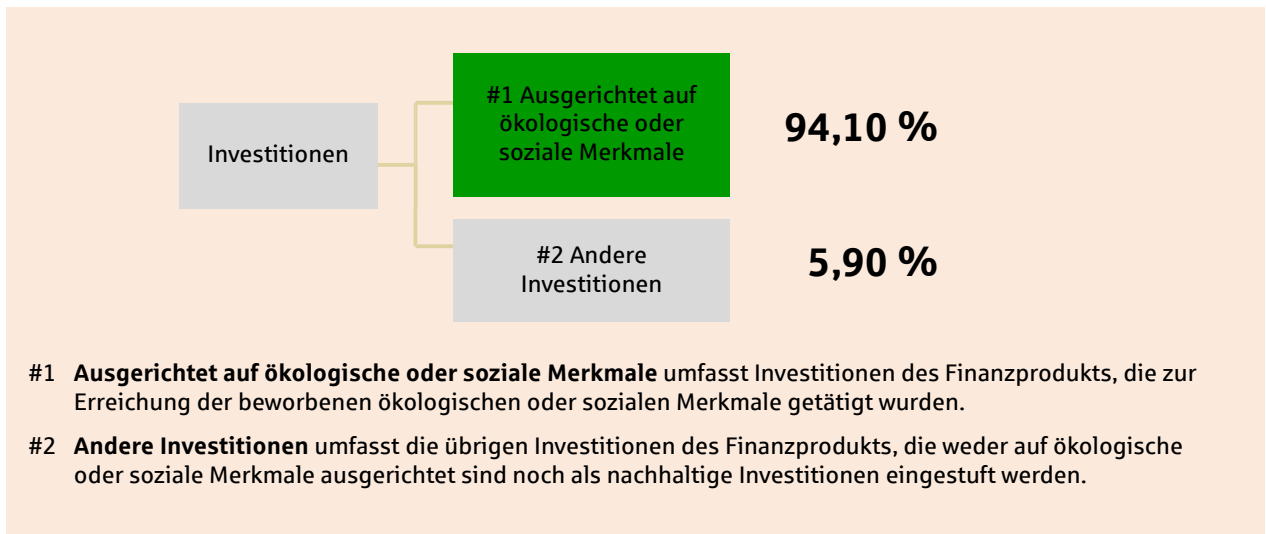 #1 Ausgerichtet auf
ökologische oder
soziale Merkmale
94,10 %
Investitionen
#2 Andere
Investitionen
5,90 %
#1 Ausgerichtet auf ökologische oder soziale Merkmale umfasst Investitionen des Finanzprodukts, die zur
Erreichung der beworbenen ökologischen oder sozialen Merkmale getätigt wurden.
#2 Andere Investitionen umfasst die übrigen Investitionen des Finanzprodukts, die weder auf ökologische
oder soziale Merkmale ausgerichtet sind noch als nachhaltige Investitionen eingestuft werden.